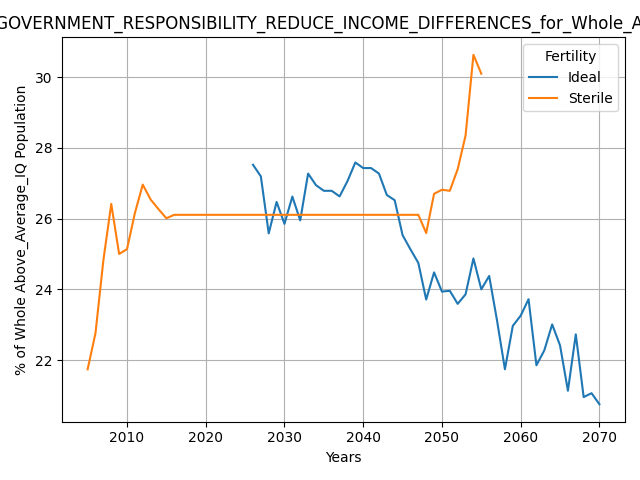 GOVERNMENT_RESPONSIBILITY_REDUCE_INCOME_DIFFERENCES_for_Whole_A
Fertility
Ideal
Sterile
% of Whole Above_Average_IQ Population
30
28
26
24
22
2010 2020 2030 2040 2050 2060 2070
Years